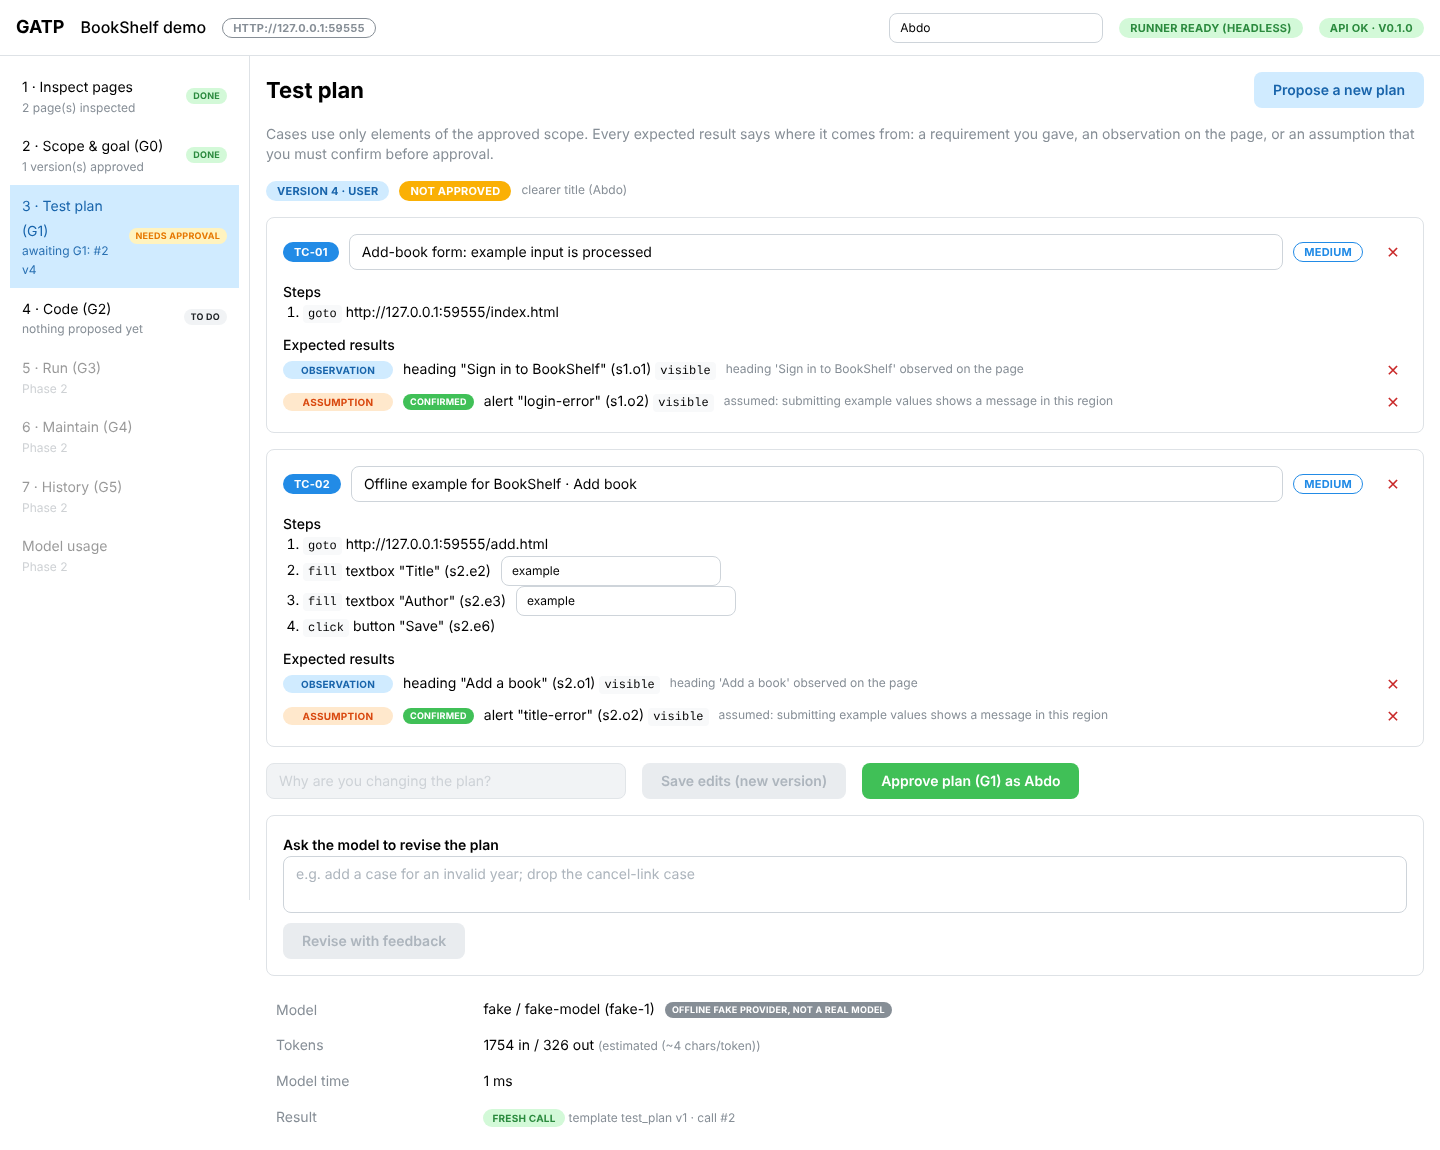 GATP BookShelf demo HTTP://127.0.0.1:59555 Abdo RUNNER READY (HEADLESS) API OK · V0.1.0
1 · Inspect pages
2 page(s) inspected
DONE
2 · Scope & goal (G0)
1 version(s) approved
DONE
3 · Test plan
(G1)
awaiting G1: #2
v4
NEEDS APPROVAL
4 · Code (G2)
nothing proposed yet
TO DO
5 · Run (G3)
Phase 2
6 · Maintain (G4)
Phase 2
7 · History (G5)
Phase 2
Model usage
Phase 2
Test plan
Propose a new plan
Cases use only elements of the approved scope. Every expected result says where it comes from: a requirement you gave, an observation on the page, or an assumption that
you must confirm before approval.
VERSION 4 · USER NOT APPROVED clearer title (Abdo)
TC-01 Add-book form: example input is processed MEDIUM ✕
Steps
1. goto http://127.0.0.1:59555/index.html
Expected results
OBSERVATION heading "Sign in to BookShelf" (s1.o1) visible heading 'Sign in to BookShelf' observed on the page ✕
ASSUMPTION CONFIRMED alert "login-error" (s1.o2) visible assumed: submitting example values shows a message in this region ✕
TC-02 Offline example for BookShelf · Add book MEDIUM ✕
Steps
1. goto http://127.0.0.1:59555/add.html
2. fill textbox "Title" (s2.e2) example
3. fill textbox "Author" (s2.e3) example
4. click button "Save" (s2.e6)
Expected results
OBSERVATION heading "Add a book" (s2.o1) visible heading 'Add a book' observed on the page ✕
ASSUMPTION CONFIRMED alert "title-error" (s2.o2) visible assumed: submitting example values shows a message in this region ✕
Why are you changing the plan? Save edits (new version) Approve plan (G1) as Abdo
Ask the model to revise the plan
e.g. add a case for an invalid year; drop the cancel-link case
Revise with feedback
Model fake / fake-model (fake-1) OFFLINE FAKE PROVIDER, NOT A REAL MODEL
Tokens 1754 in / 326 out (estimated (~4 chars/token))
Model time 1 ms
Result FRESH CALL template test_plan v1 · call #2